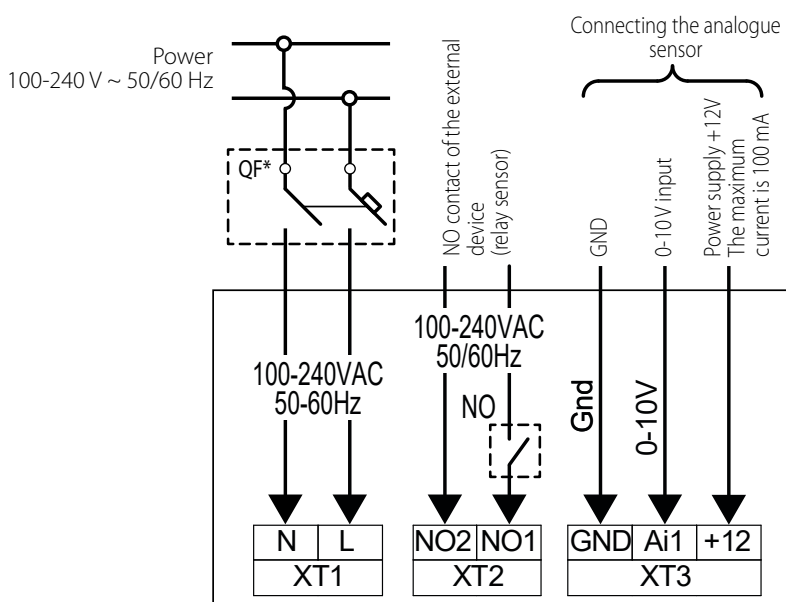 Power
100-240 V ~ 50/60 Hz
QF*
NO contact of the external
device
(relay sensor)
Connecting the analogue
sensor
GND
0-10 V input
Power supply +12V
The maximum
current is 100 mA
100-240VAC
50-60Hz
100-240VAC
50/60Hz
NO
Gnd
0-10V
N L
XT1
NO2 NO1
XT2
GND Ai1 +12
XT3